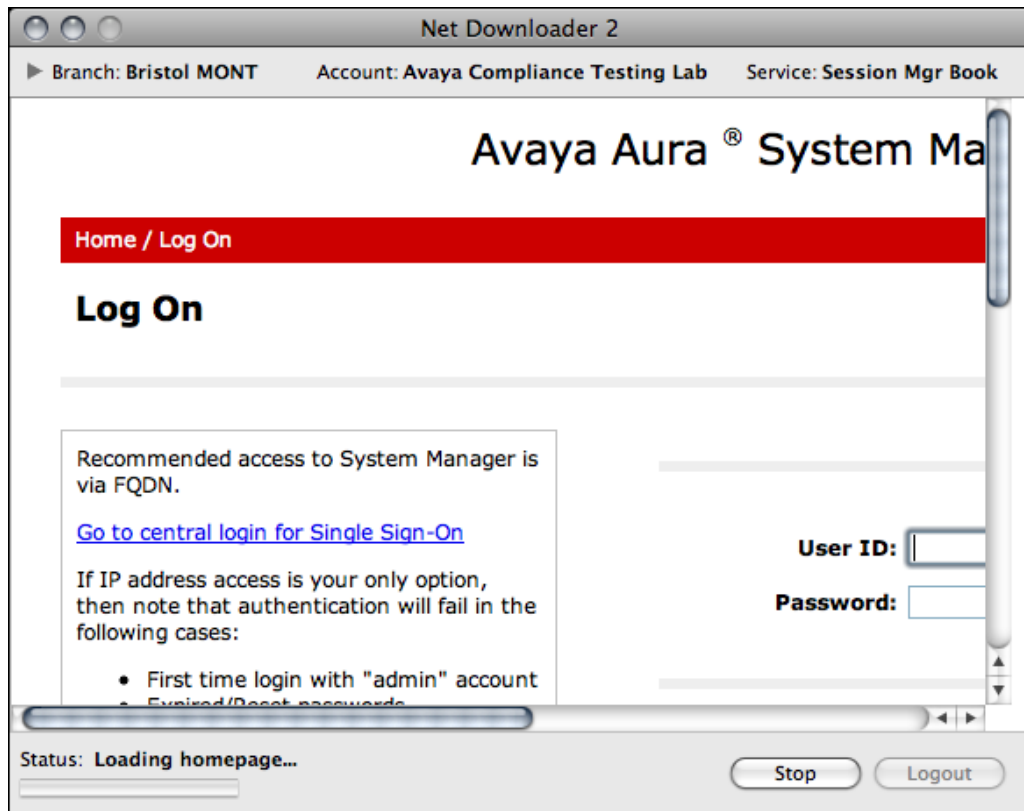 Net Downloader 2
Branch: Bristol MONT Account: Avaya Compliance Testing Lab Service: Session Mgr Book
Avaya Aura ® System Ma
Home / Log On
Log On
Recommended access to System Manager is
via FQDN.
Go to central login for Single Sign-On
If IP address access is your only option,
then note that authentication will fail in the
following cases:
• First time login with "admin" account
• Expired/Reset passwords
User ID:
Password:
Status: Loading homepage...
Stop
Logout